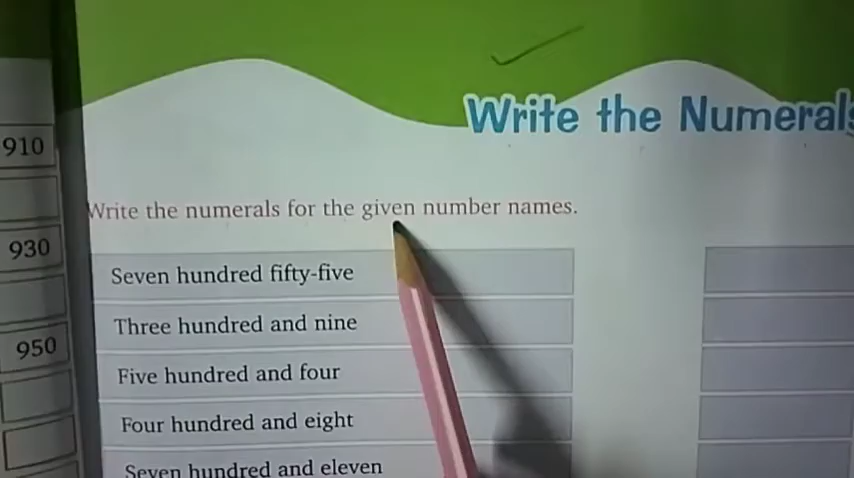 Write the Numerals
910
Write the numerals for the given number names.
930
Seven hundred fifty-five
Three hundred and nine
950
Five hundred and four
Four hundred and eight
Seven hundred and eleven